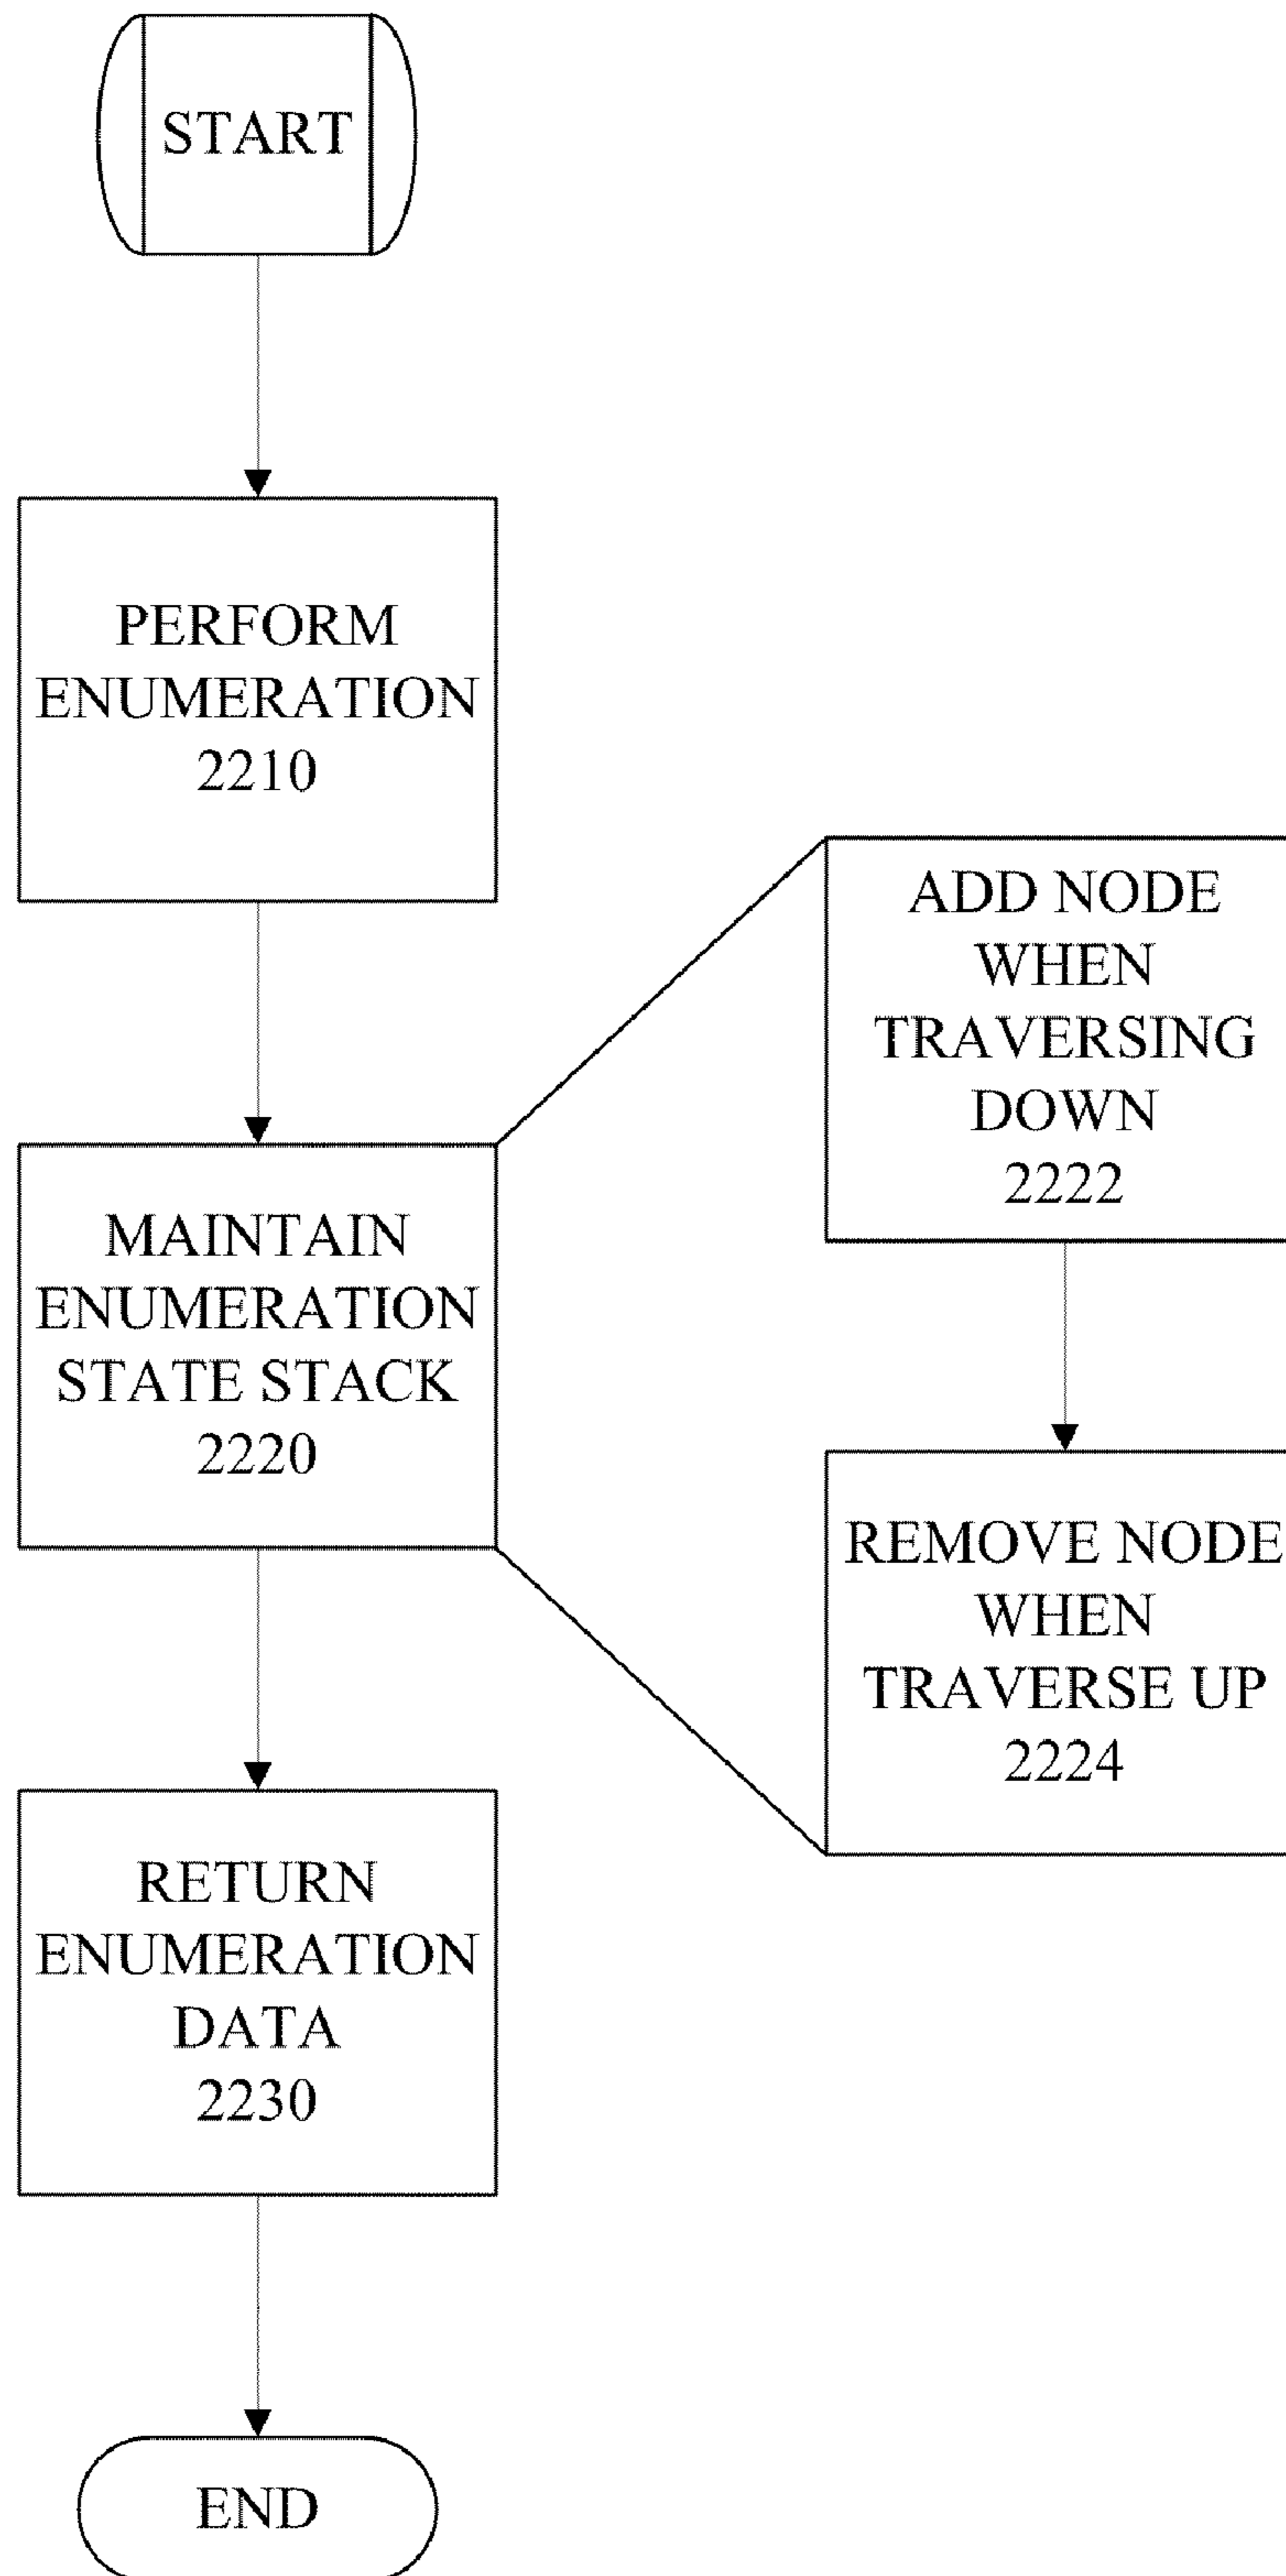 START
PERFORM
ENUMERATION
2210
MAINTAIN
ENUMERATION
STATE STACK
2220
ADD NODE
WHEN
TRAVERSING
DOWN
2222
REMOVE NODE
WHEN
TRAVERSE UP
2224
RETURN
ENUMERATION
DATA
2230
END